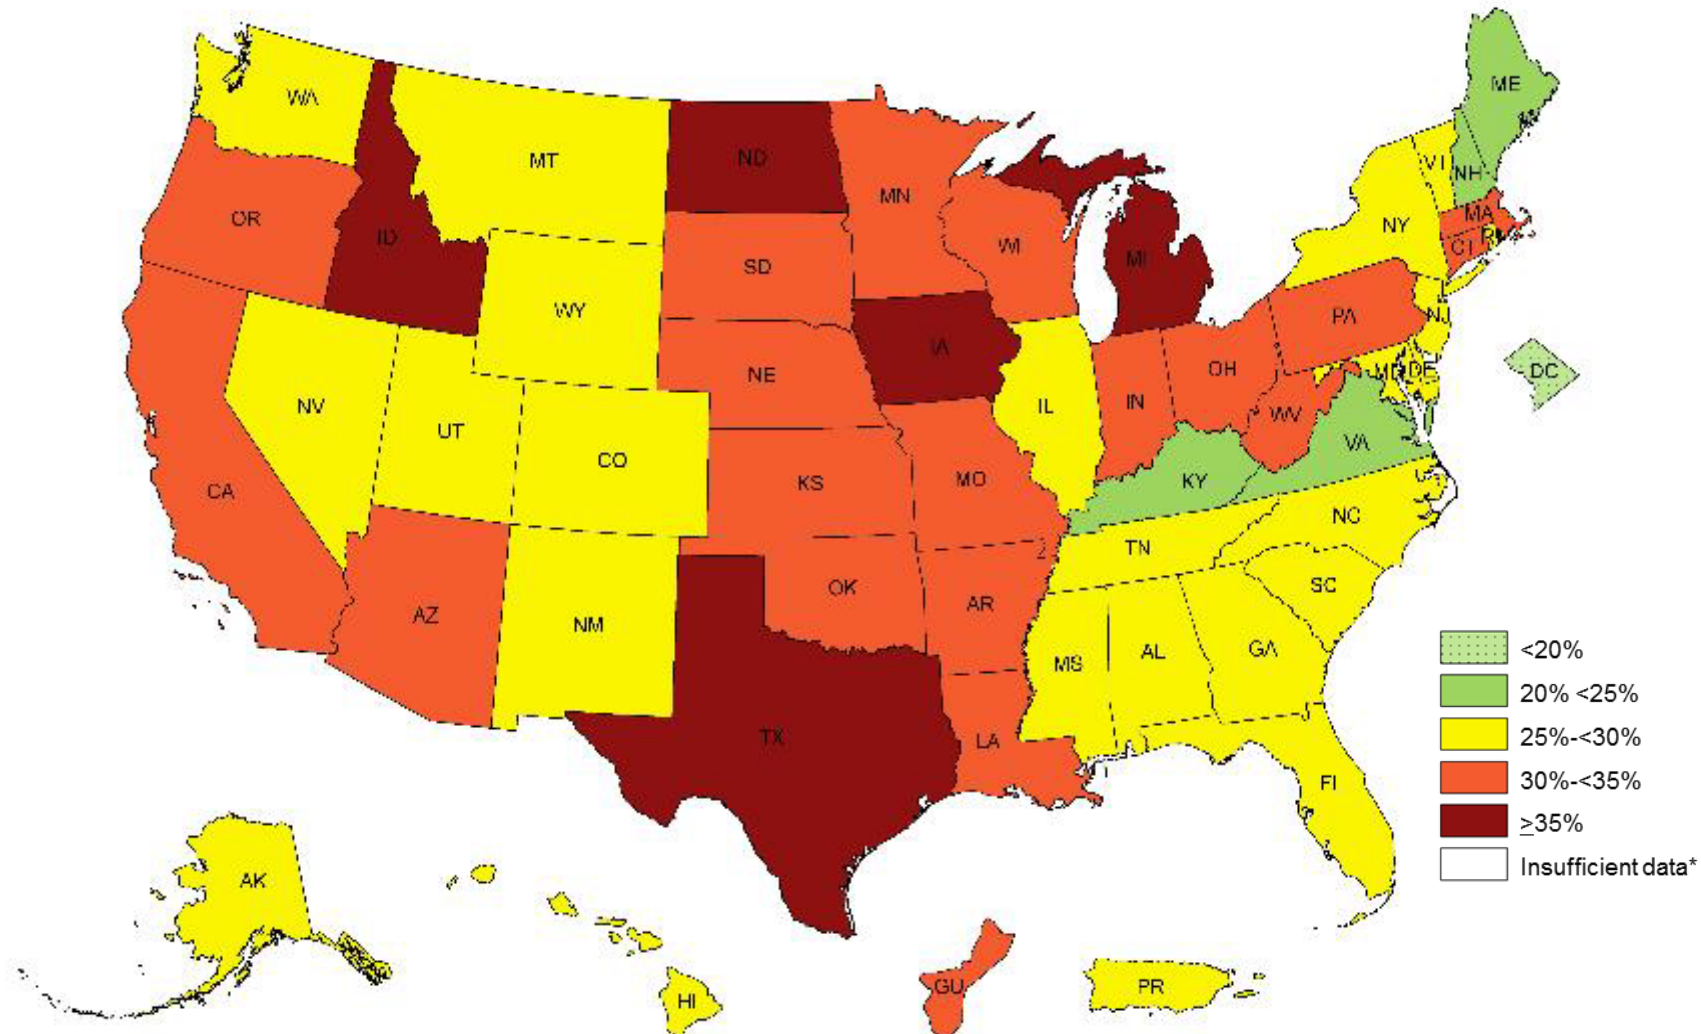 ME
WA
VT
MT
ND
NH
MN
MA
OR
NY
RI
ID
WI
CT
SD
MI
WY
PA
NJ
IA
NE
OH
MD
DE
DC
NV
IL
IN
UT
WV
CO
VA
CA
KS
MO
KY
NC
TN
OK
SC
AR
AZ
NM
GA
MS
AL
<20%
20% <25%
TX
LA
25%-<30%
FL
30%-<35%
≥35%
AK
Insufficient data*
HI
GU
PR